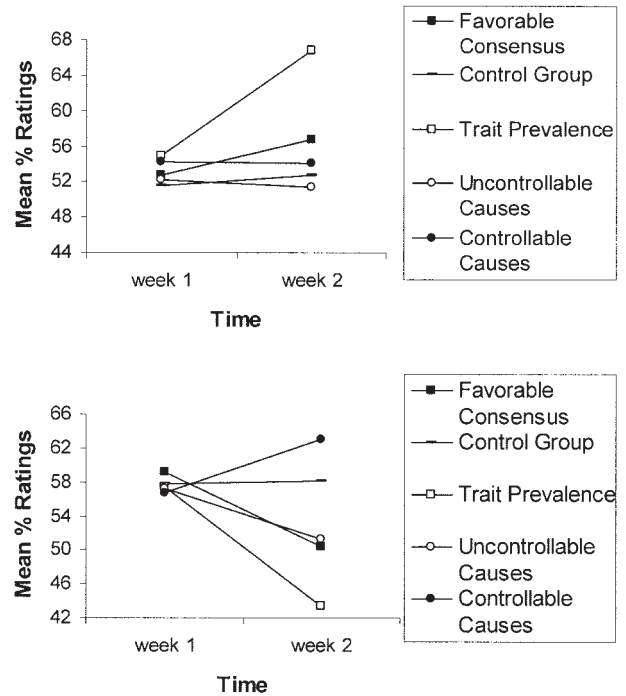 68
64
60
56
52
48
44
Mean % Ratings
week 1 week 2
Time
Favorable
Consensus
Control Group
Trait Prevalence
Uncontrollable
Causes
Controllable
Causes
66
62
58
54
50
46
42
Mean % Ratings
week 1 week 2
Time
Favorable
Consensus
Control Group
Trait Prevalence
Uncontrollable
Causes
Controllable
Causes